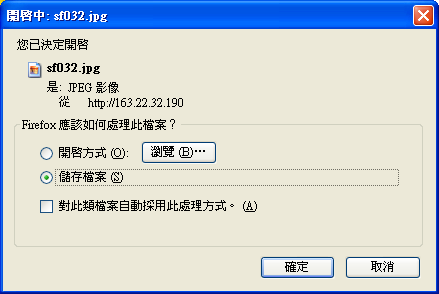 開啓中: sf032.jpg
您已決定開啓
sf032.jpg
是: JPEG 影像
從 http://163.22.32.190
Firefox 應該如何處理此檔案？
開啓方式 (O): 瀏覽 (B)…
儲存檔案 (S)
對此類檔案自動採用此處理方式。(A)
確定 取消